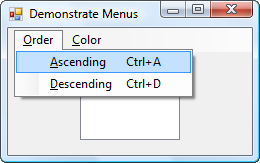 Demonstrate Menus
Order Color
Ascending Ctrl+A
Descending Ctrl+D